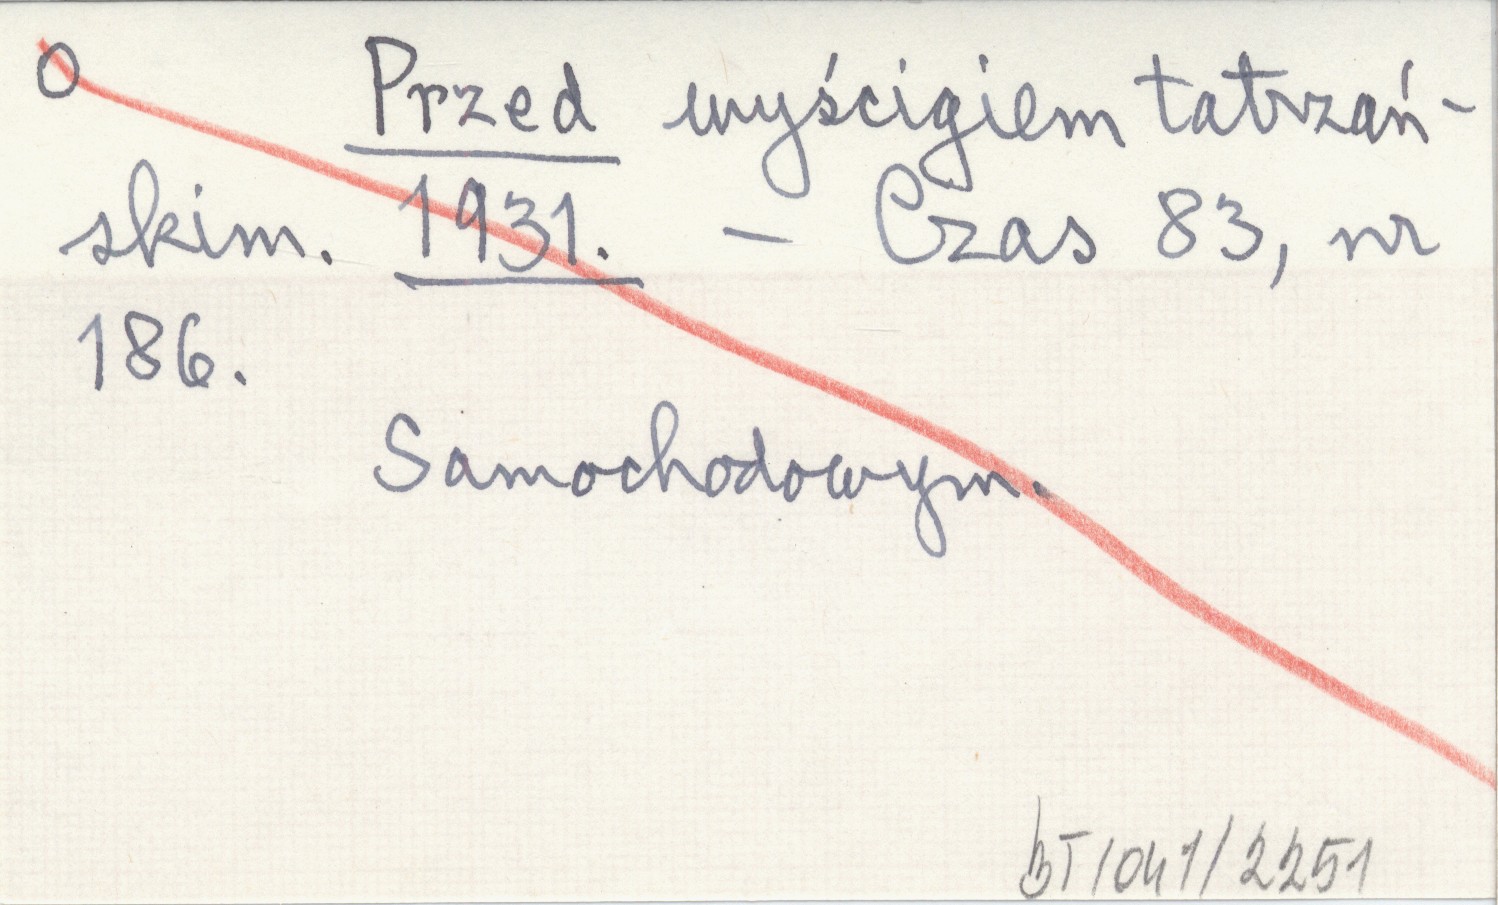 O Przed wyścigiem tatrzań-
skim. 1931. – Czas 83, nr
186.
Samochodowym.
BT/041/2251